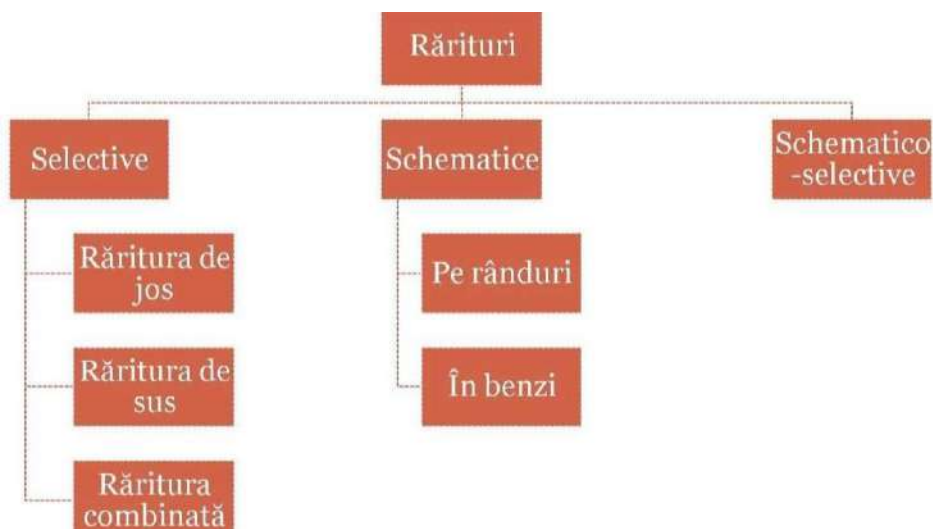 Rărituri
Selective
Schematice
Schematico
-selective
Răritura de
jos
Pe rânduri
Răritura de
sus
În benzi
Răritura
combinată